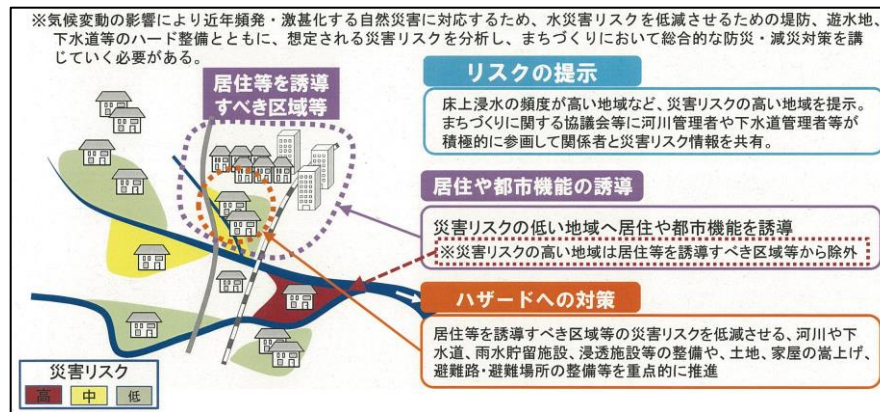 ※気候変動の影響により近年頻発・激甚化する自然災害に対応するため、水災害リスクを低減させるための堤防、遊水地、
下水道等のハード整備とともに、想定される災害リスクを分析し、まちづくりにおいて総合的な防災・減災対策を講
じていく必要がある。
居住等を誘導
すべき区域等
リスクの提示
床上浸水の頻度が高い地域など、災害リスクの高い地域を提示。
まちづくりに関する協議会等に河川管理者や下水道管理者等が
積極的に参画して関係者と災害リスク情報を共有。
居住や都市機能の誘導
災害リスクの低い地域へ居住や都市機能を誘導
※災害リスクの高い地域は居住等を誘導すべき区域等から除外
ハザードへの対策
居住等を誘導すべき区域等の災害リスクを低減させる、河川や下
水道、雨水貯留施設、浸透施設等の整備や、土地、家屋の嵩上げ、
避難路・避難場所の整備等を重点的に推進
災害リスク
高 中 低